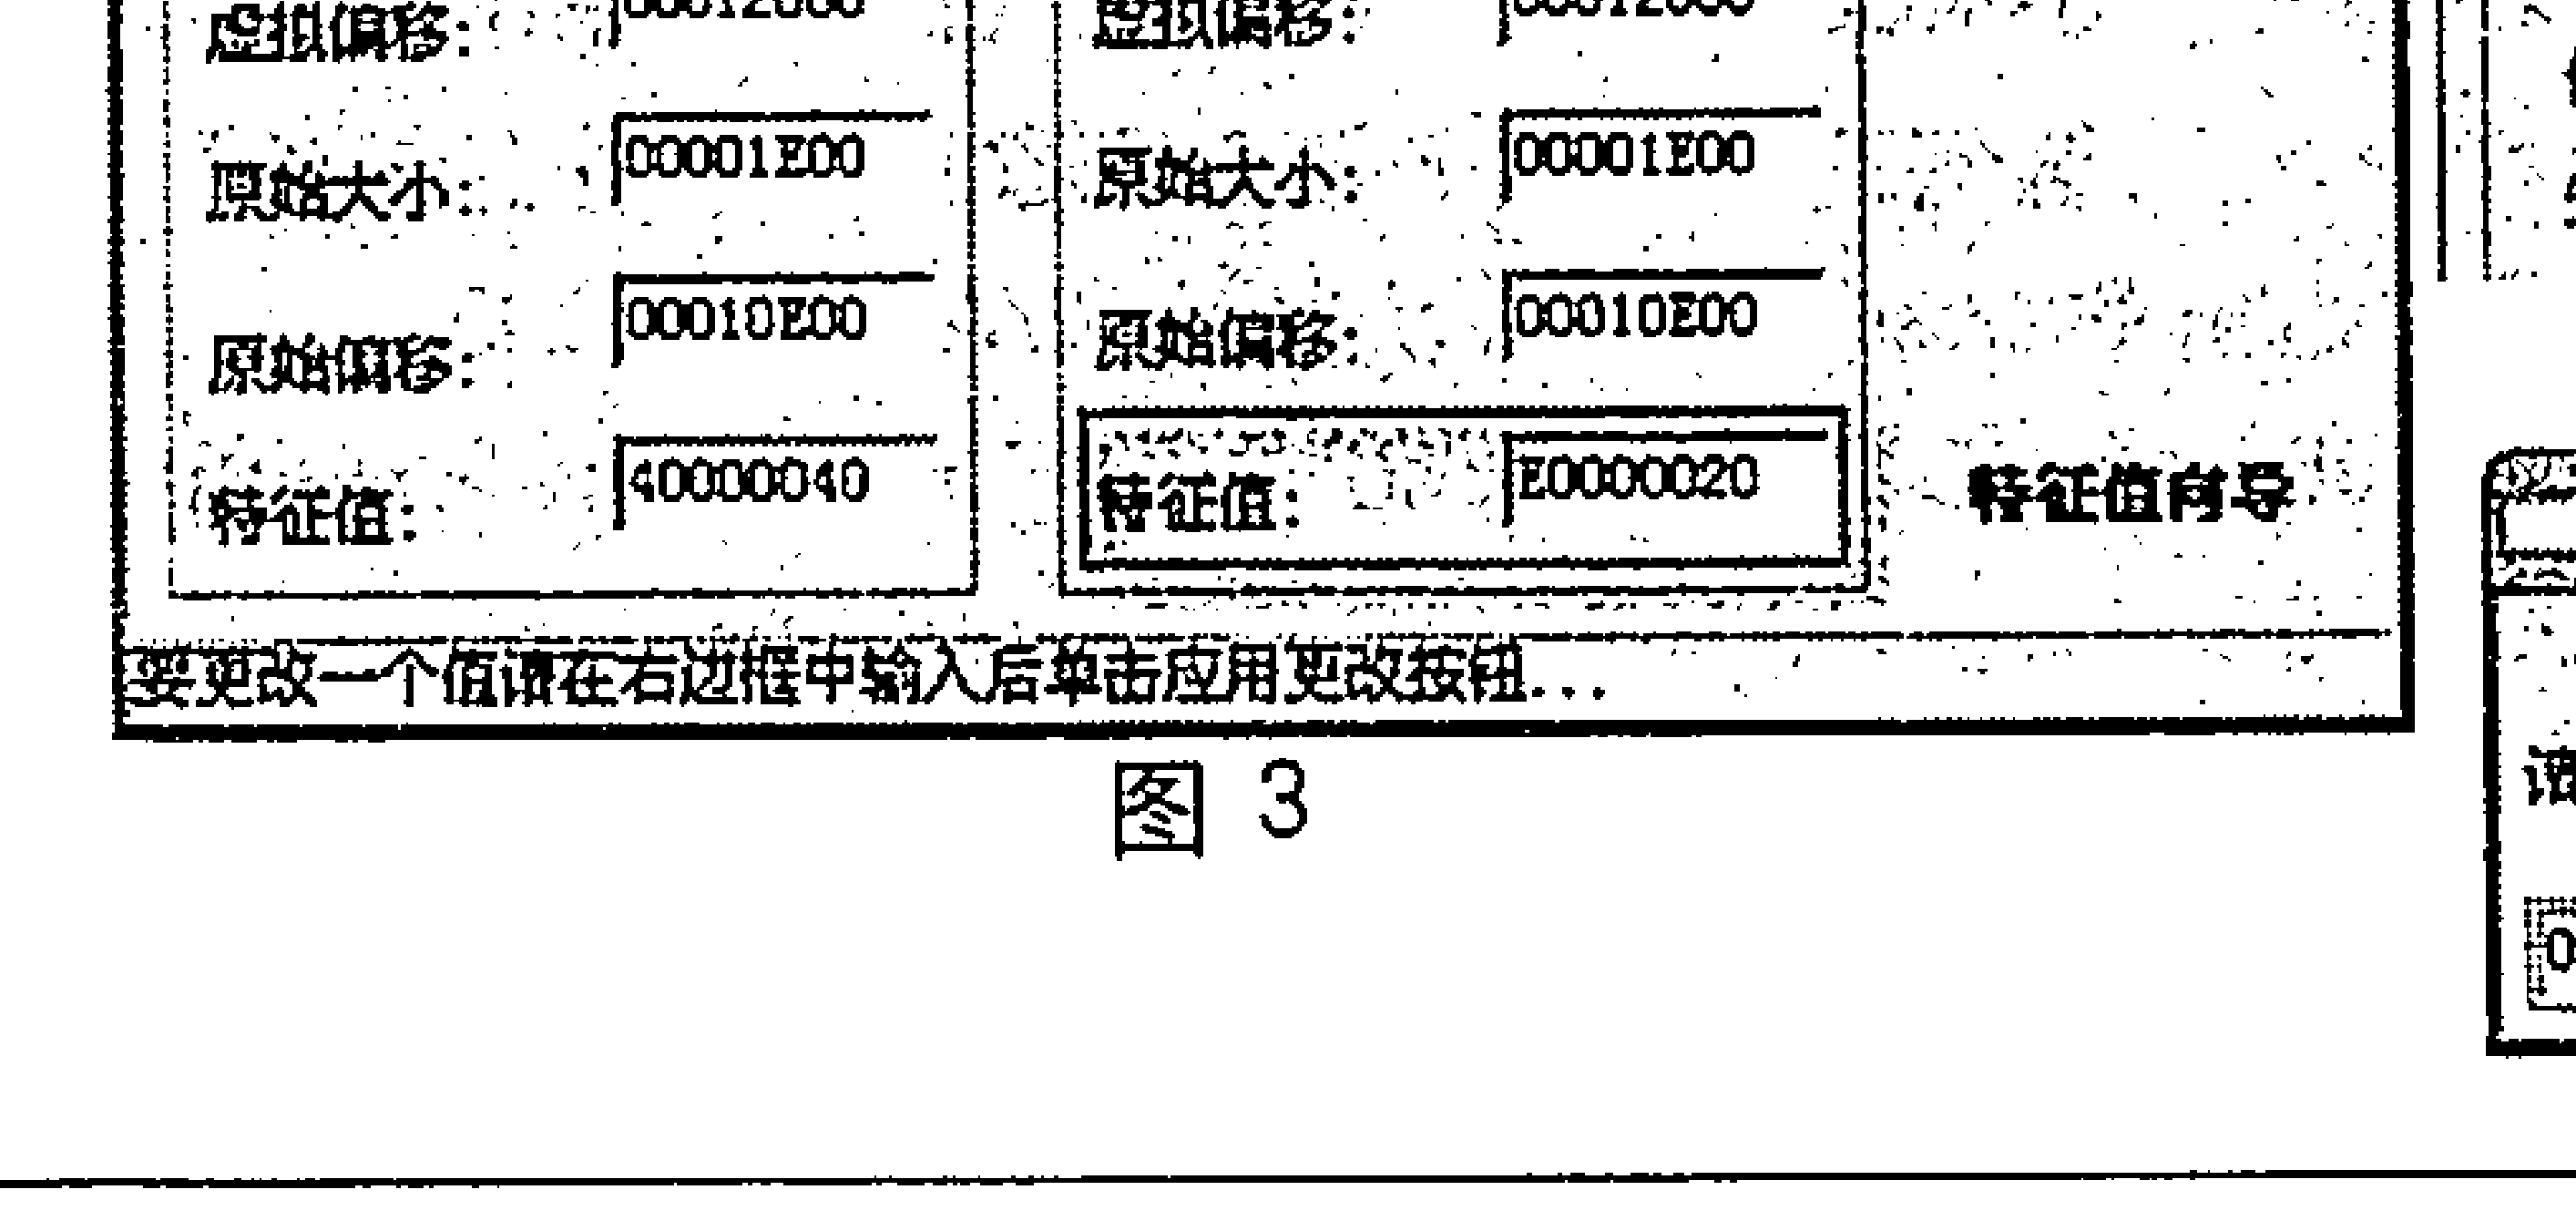 虚拟偏移: 00012000 虚拟偏移: 00012000
原始大小: 00001E00 原始大小: 00001E00
原始偏移: 00010E00 原始偏移: 00010E00
特征值: 40000040 特征值: E0000020 特征值向导
要更改一个值请在右边框中输入后单击应用更改按钮...
图 3